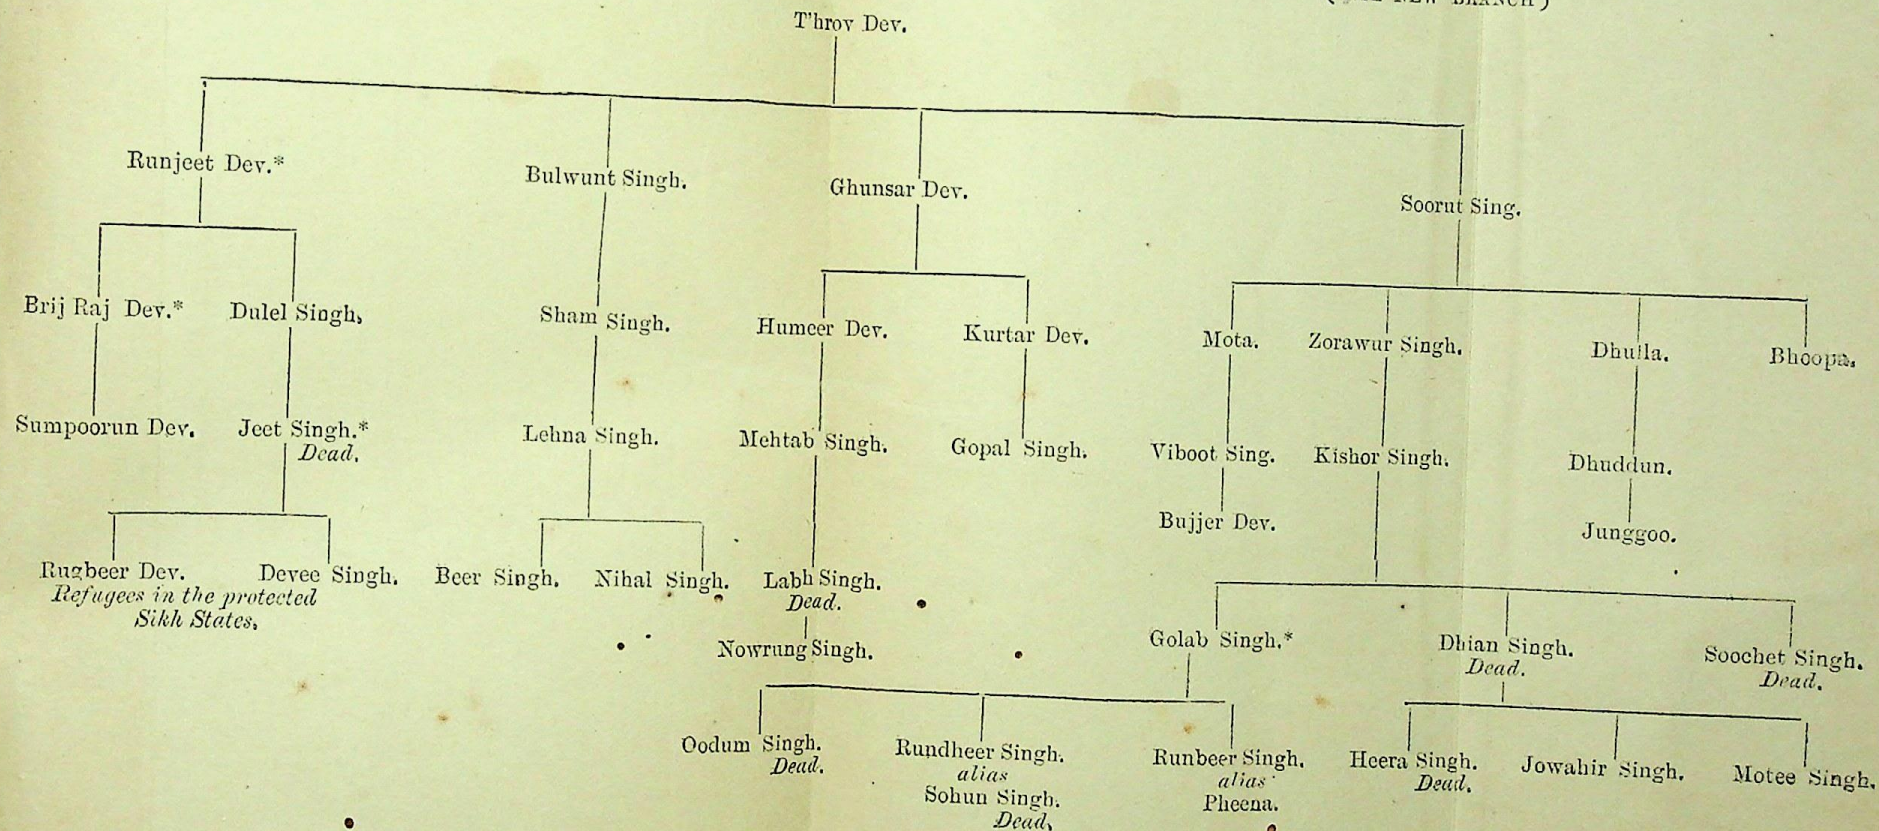 NEW BRANCH)
T'hrov Dev.
Runjeet Dev.*
Bulwunt Singh.
Ghunsar Dev.
Soorut Sing.
Brij Raj Dev.*
Dulel Singh,
Sham Singh.
Humeer Dev.
Kurtar Dev.
Mota.
Zorawur Singh.
Dhulla.
Bhoopa.
Sumpoorun Dev.
Jeet Singh.*
Dead.
Lehna Singh.
Mehtab Singh.
Gopal Singh.
Viboot Sing.
Kishor Singh.
Dhuddun.
Bujjer Dev.
Junggoo.
Rugbeer Dev.
Devee Singh.
Refugees in the protected
Sikh States.
Beer Singh.
Nihal Singh.
Labh Singh.
Dead.
Nowrung Singh.
Golab Singh.*
Dhian Singh.
Dead.
Soochet Singh.
Dead.
Oodum Singh.
Dead.
Rundheer Singh.
alias
Sohun Singh.
Dead,
Runbeer Singh.
alias
Pheena.
Heera Singh.
Dead.
Jowahir Singh.
Motee Singh.